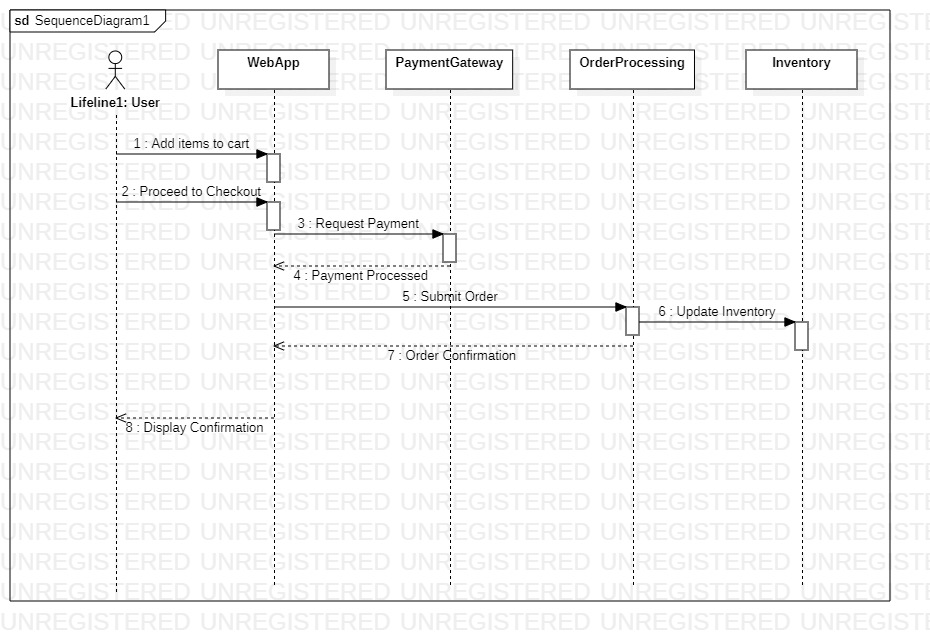 sd SequenceDiagram1
WebApp
PaymentGateway
OrderProcessing
Inventory
Lifeline1: User
1 : Add items to cart
2 : Proceed to Checkout
3 : Request Payment
4 : Payment Processed
5 : Submit Order
6 : Update Inventory
7 : Order Confirmation
8 : Display Confirmation
UNREGISTERED